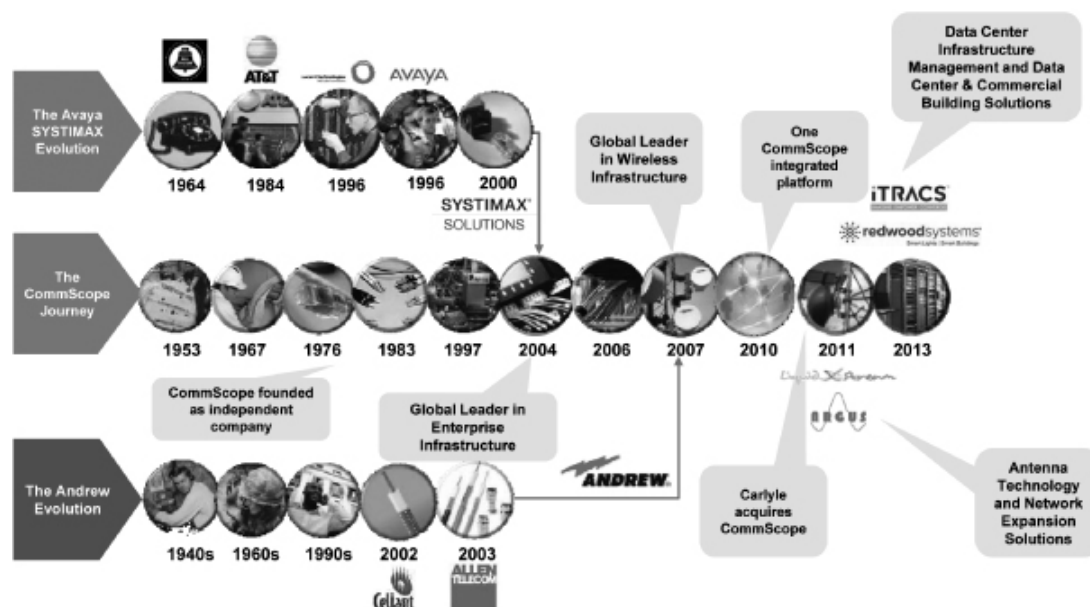 AT&T
AVAYA
The Avaya
SYSTIMAX
Evolution
1964
1984
1996
1996
2000
SYSTIMAX
SOLUTIONS
Global Leader
in Wireless
Infrastructure
One
CommScope
integrated
platform
Data Center
Infrastructure
Management and Data
Center & Commercial
Building Solutions
iTRACS
redwoodsystems
The
CommScope
Journey
1953
1967
1976
1983
1997
2004
2006
2007
2010
2011
2013
CommScope founded
as independent
company
Global Leader in
Enterprise
Infrastructure
ARGUS
The Andrew
Evolution
ANDREW
1940s
1960s
1990s
2002
2003
CelLant
ALLEN
TELECOM
Carlyle
acquires
CommScope
Antenna
Technology
and Network
Expansion
Solutions